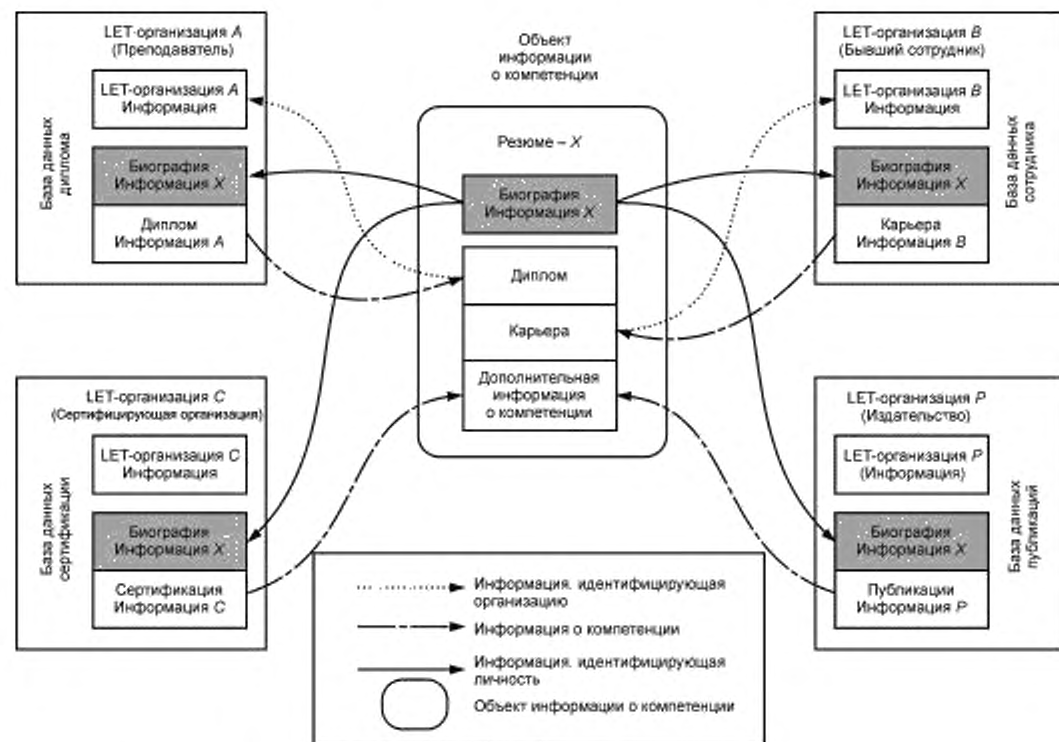 LET-организация A
(Преподаватель)
LET-организация A
Информация
Биография
Информация X
Диплом
Информация A
База данных
диплома
Объект
информации
о компетенции
Резюме – X
Биография
Информация X
Диплом
Карьера
Дополнительная
информация
о компетенции
LET-организация B
(Бывший сотрудник)
LET-организация B
Информация
Биография
Информация X
Карьера
Информация B
База данных
сотрудника
LET-организация C
(Сертифицирующая организация)
LET-организация C
Информация
Биография
Информация X
Сертификация
Информация C
База данных
сертификации
LET-организация P
(Издательство)
LET-организация P
(Информация)
Биография
Информация X
Публикации
Информация P
База данных
публикаций
Информация. идентифицирующая
организацию
Информация о компетенции
Информация. идентифицирующая
личность
Объект информации о компетенции